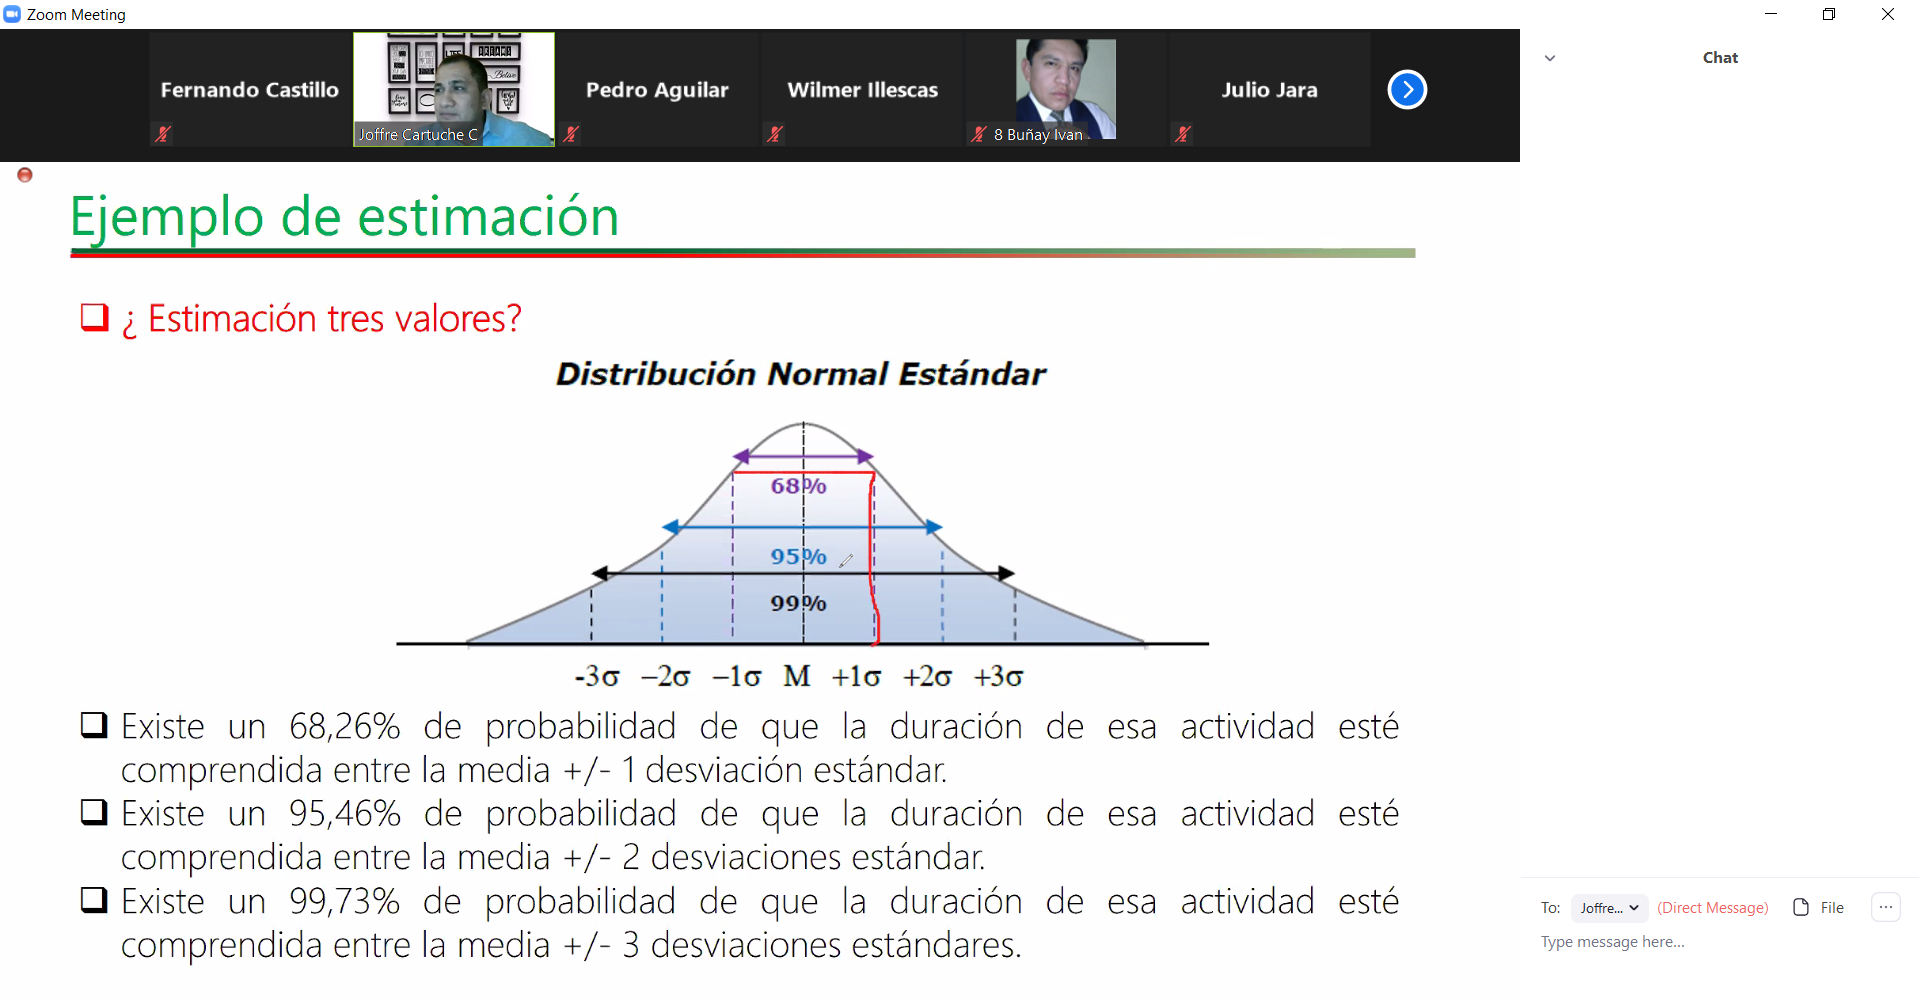 Zoom Meeting
Fernando Castillo
Joffre Cartuche C
Pedro Aguilar
Wilmer Illescas
8 Buñay Ivan
Julio Jara
Chat
Ejemplo de estimación
¿ Estimación tres valores?
Distribución Normal Estándar
68%
95%
99%
-3σ –2σ –1σ M +1σ +2σ +3σ
Existe un 68,26% de probabilidad de que la duración de esa actividad esté
comprendida entre la media +/- 1 desviación estándar.
Existe un 95,46% de probabilidad de que la duración de esa actividad esté
comprendida entre la media +/- 2 desviaciones estándar.
Existe un 99,73% de probabilidad de que la duración de esa actividad esté
comprendida entre la media +/- 3 desviaciones estándares.
To: Joffre... (Direct Message) File
Type message here...